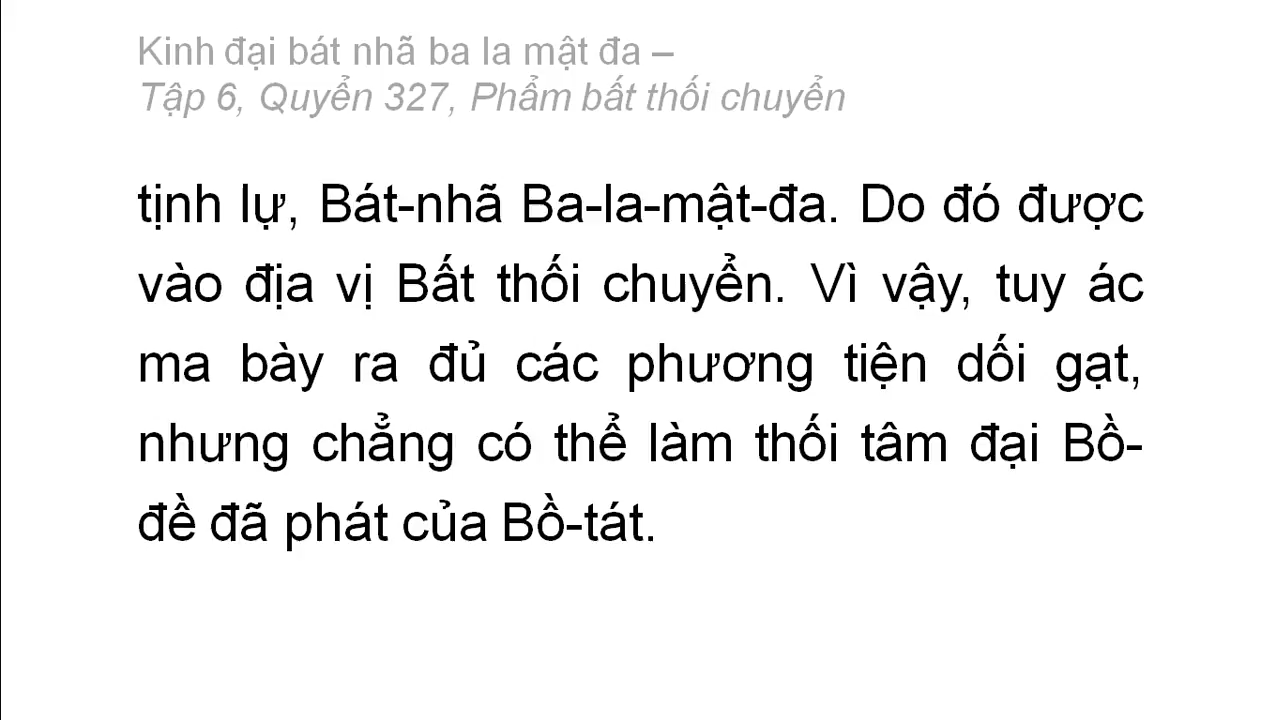 Kinh đại bát nhã ba la mật đa –
Tập 6, Quyển 327, Phẩm bất thối chuyển
tịnh lự, Bát-nhã Ba-la-mật-đa. Do đó được
vào địa vị Bất thối chuyển. Vì vậy, tuy ác
ma bày ra đủ các phương tiện dối gạt,
nhưng chẳng có thể làm thối tâm đại Bồ-
đề đã phát của Bồ-tát.